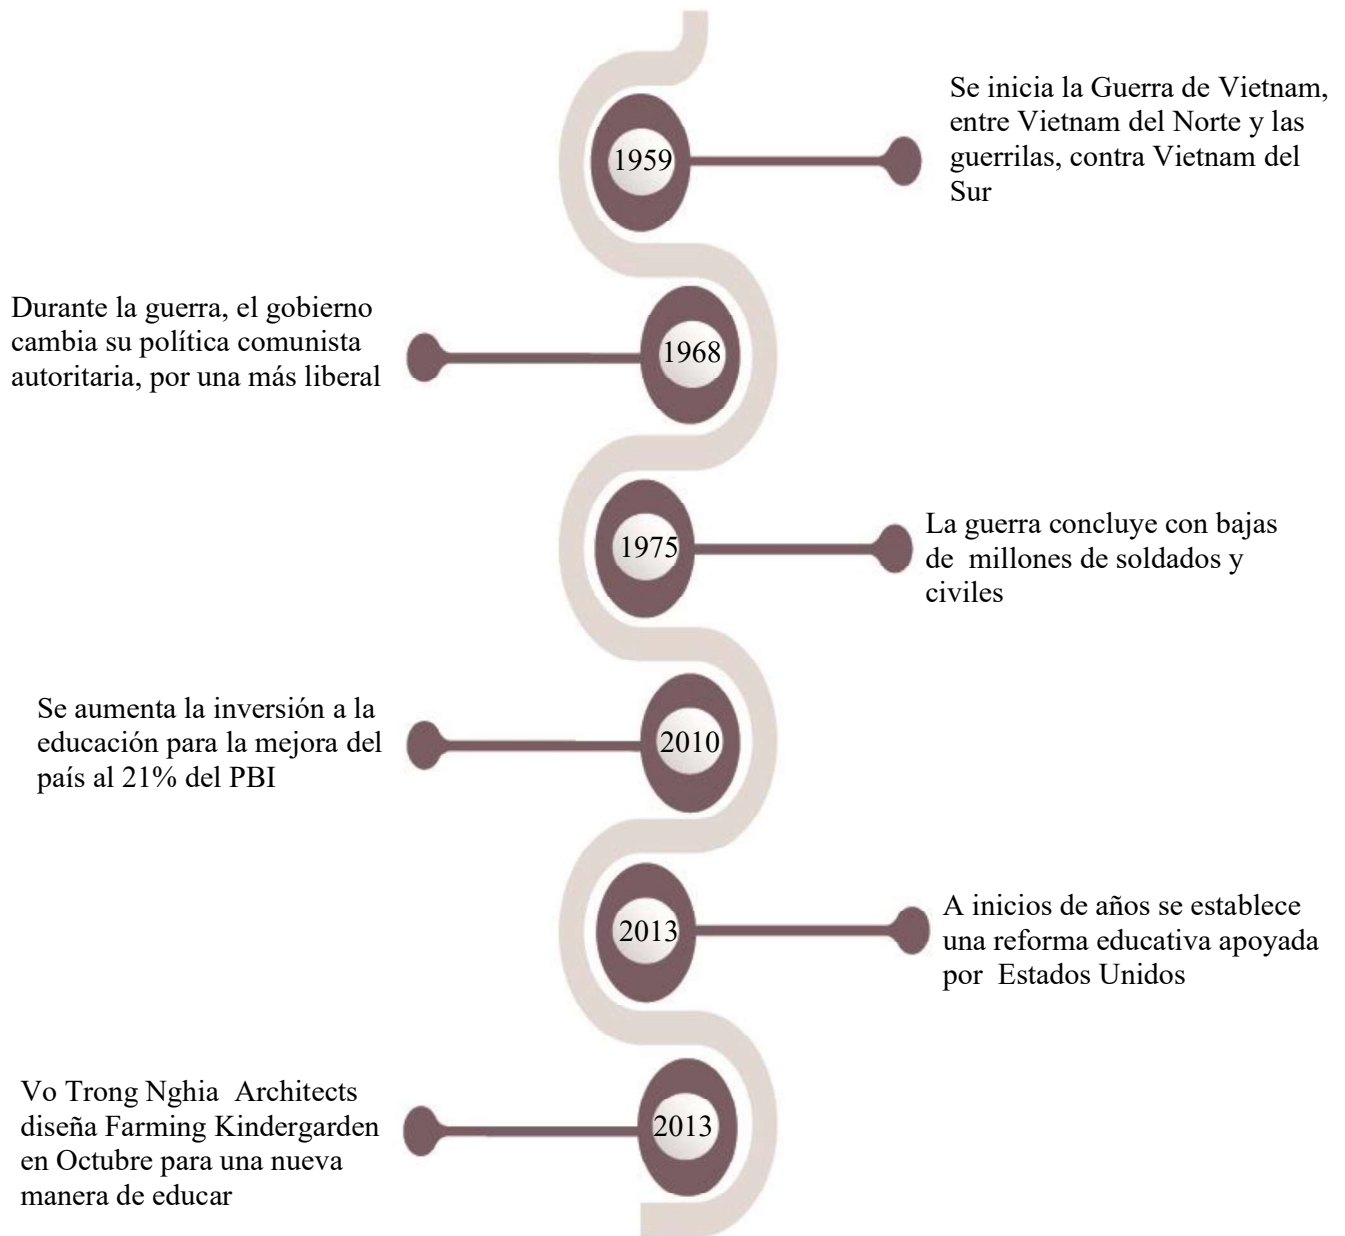 1959
Se inicia la Guerra de Vietnam,
entre Vietnam del Norte y las
guerrilas, contra Vietnam del
Sur
Durante la guerra, el gobierno
cambia su política comunista
autoritaria, por una más liberal
1968
1975
La guerra concluye con bajas
de  millones de soldados y
civiles
Se aumenta la inversión a la
educación para la mejora del
país al 21% del PBI
2010
2013
A inicios de años se establece
una reforma educativa apoyada
por  Estados Unidos
Vo Trong Nghia  Architects
diseña Farming Kindergarden
en Octubre para una nueva
manera de educar
2013